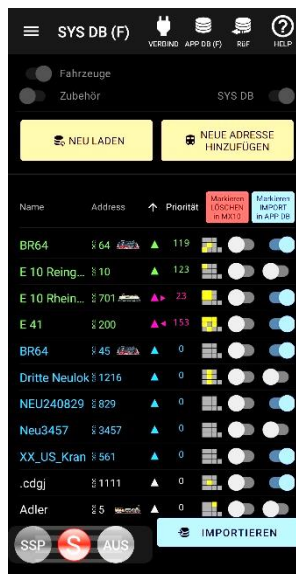 SYS DB (F)
VERBIND APP DB (F) RüF HELP
Fahrzeuge
Zubehör SYS DB
NEU LADEN
NEUE ADRESSE
HINZUFÜGEN
Name Address Priorität
Markieren
LÖSCHEN
in MX10
Markieren
IMPORT
in APP DB
BR64 64 119
E 10 Reing... 10 123
E 10 Rhein... 701 23
E 41 200 153
BR64 45 0
Dritte Neulok 1216 0
NEU240829 829 0
Neu3457 3457 0
XX_US_Kran 561 0
.cdgj 1111 0
Adler 5 0
SSP S AUS
IMPORTIEREN